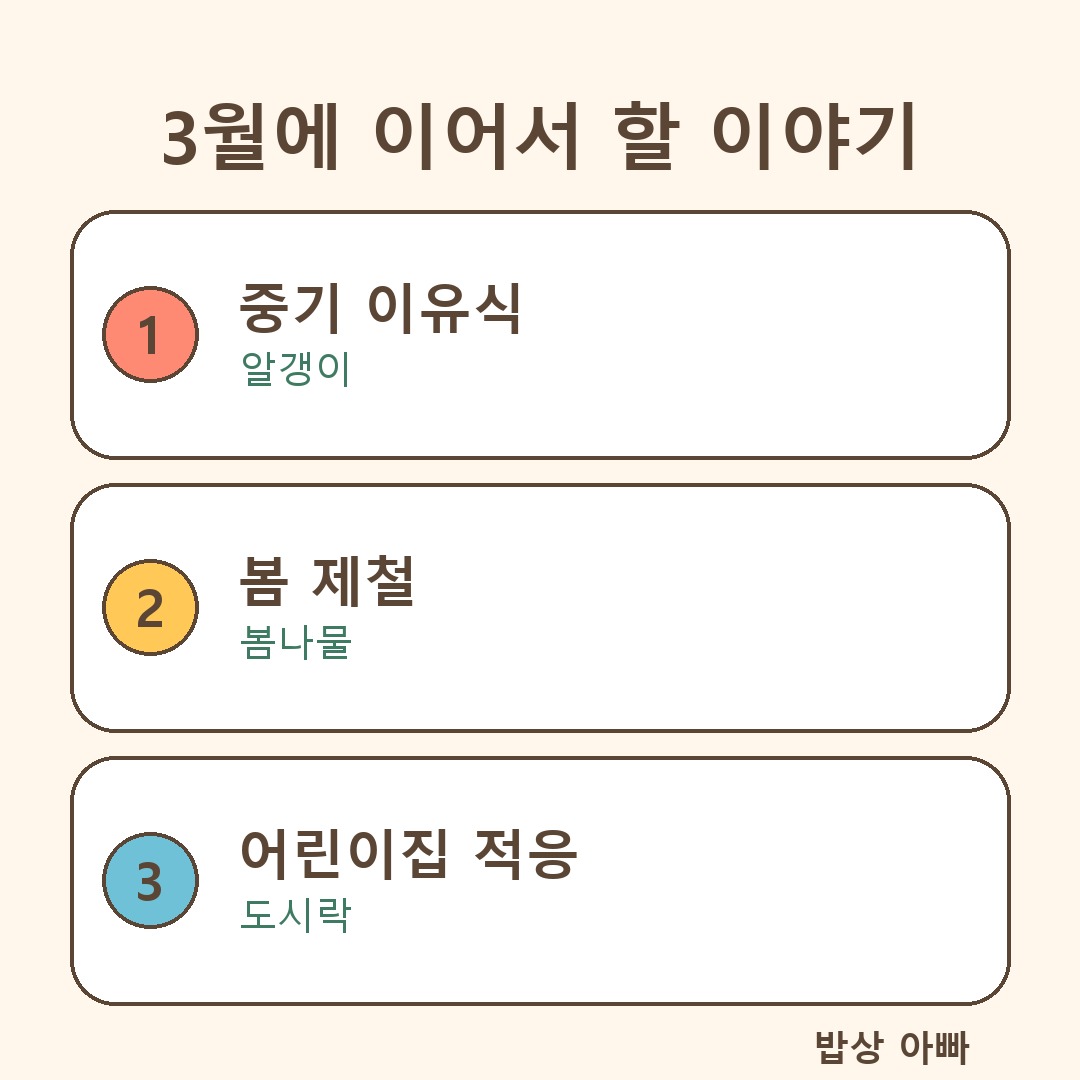 3월에 이어서 할 이야기
1
중기 이유식
알갱이
2
봄 제철
봄나물
3
어린이집 적응
도시락
밥상 아빠